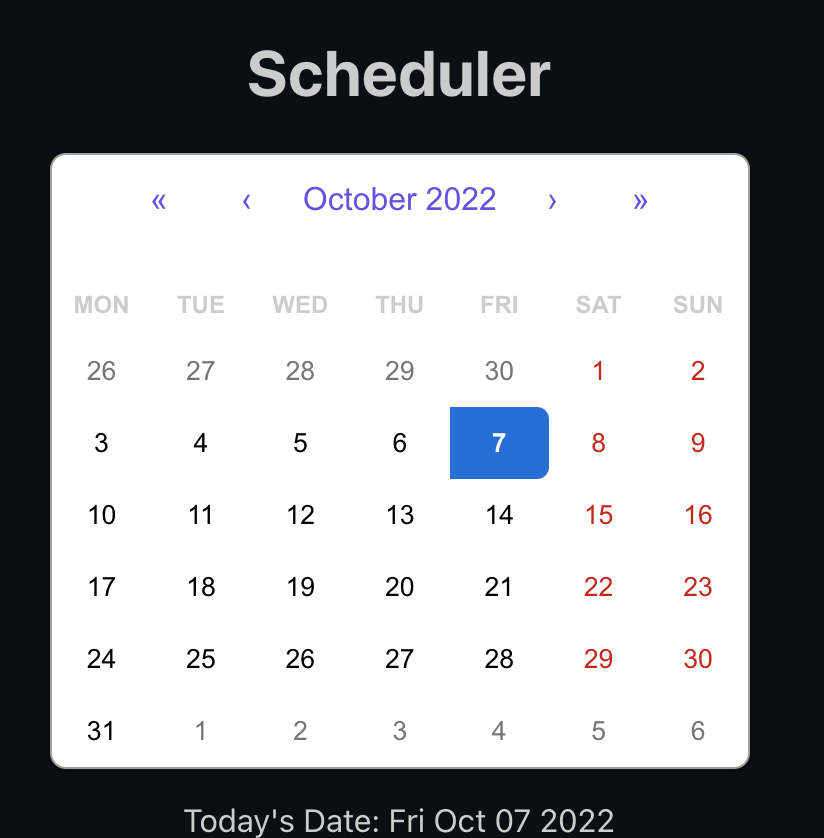 Scheduler
« ‹ October 2022 › »
MON TUE WED THU FRI SAT SUN
26 27 28 29 30 1 2
3 4 5 6 7 8 9
10 11 12 13 14 15 16
17 18 19 20 21 22 23
24 25 26 27 28 29 30
31 1 2 3 4 5 6
Today's Date: Fri Oct 07 2022